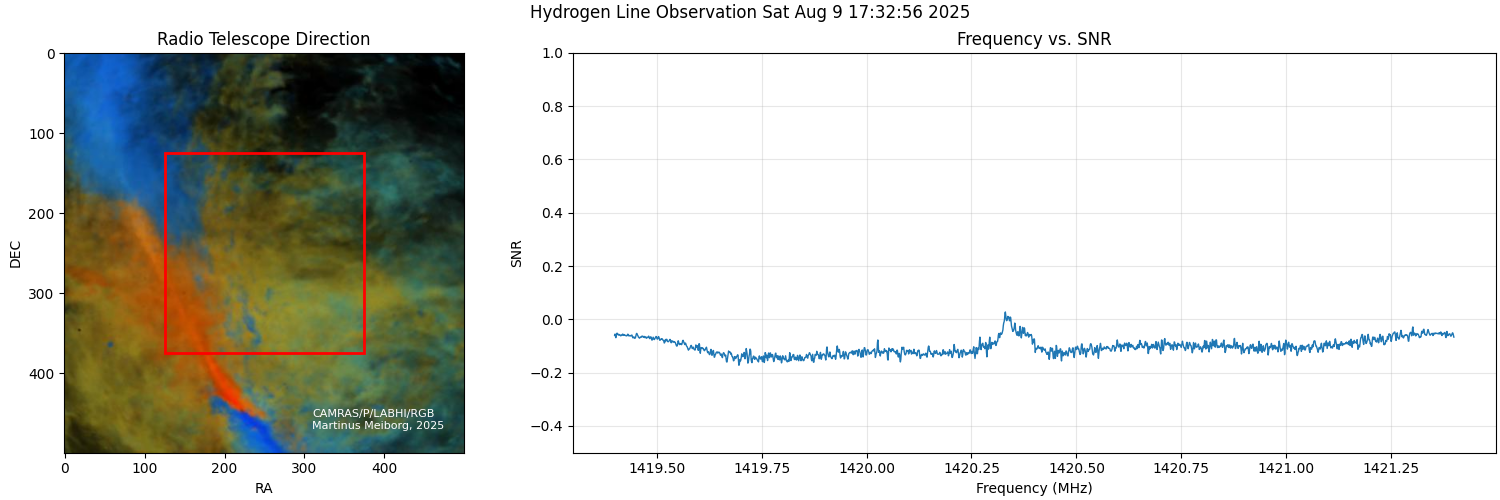 Hydrogen Line Observation Sat Aug 9 17:32:56 2025
Radio Telescope Direction
0
100
200
300
400
DEC
0 100 200 300 400
RA
CAMRAS/P/LABHI/RGB
Martinus Meiborg, 2025
Frequency vs. SNR
1.0
0.8
0.6
0.4
0.2
0.0
−0.2
−0.4
SNR
1419.50 1419.75 1420.00 1420.25 1420.50 1420.75 1421.00 1421.25
Frequency (MHz)